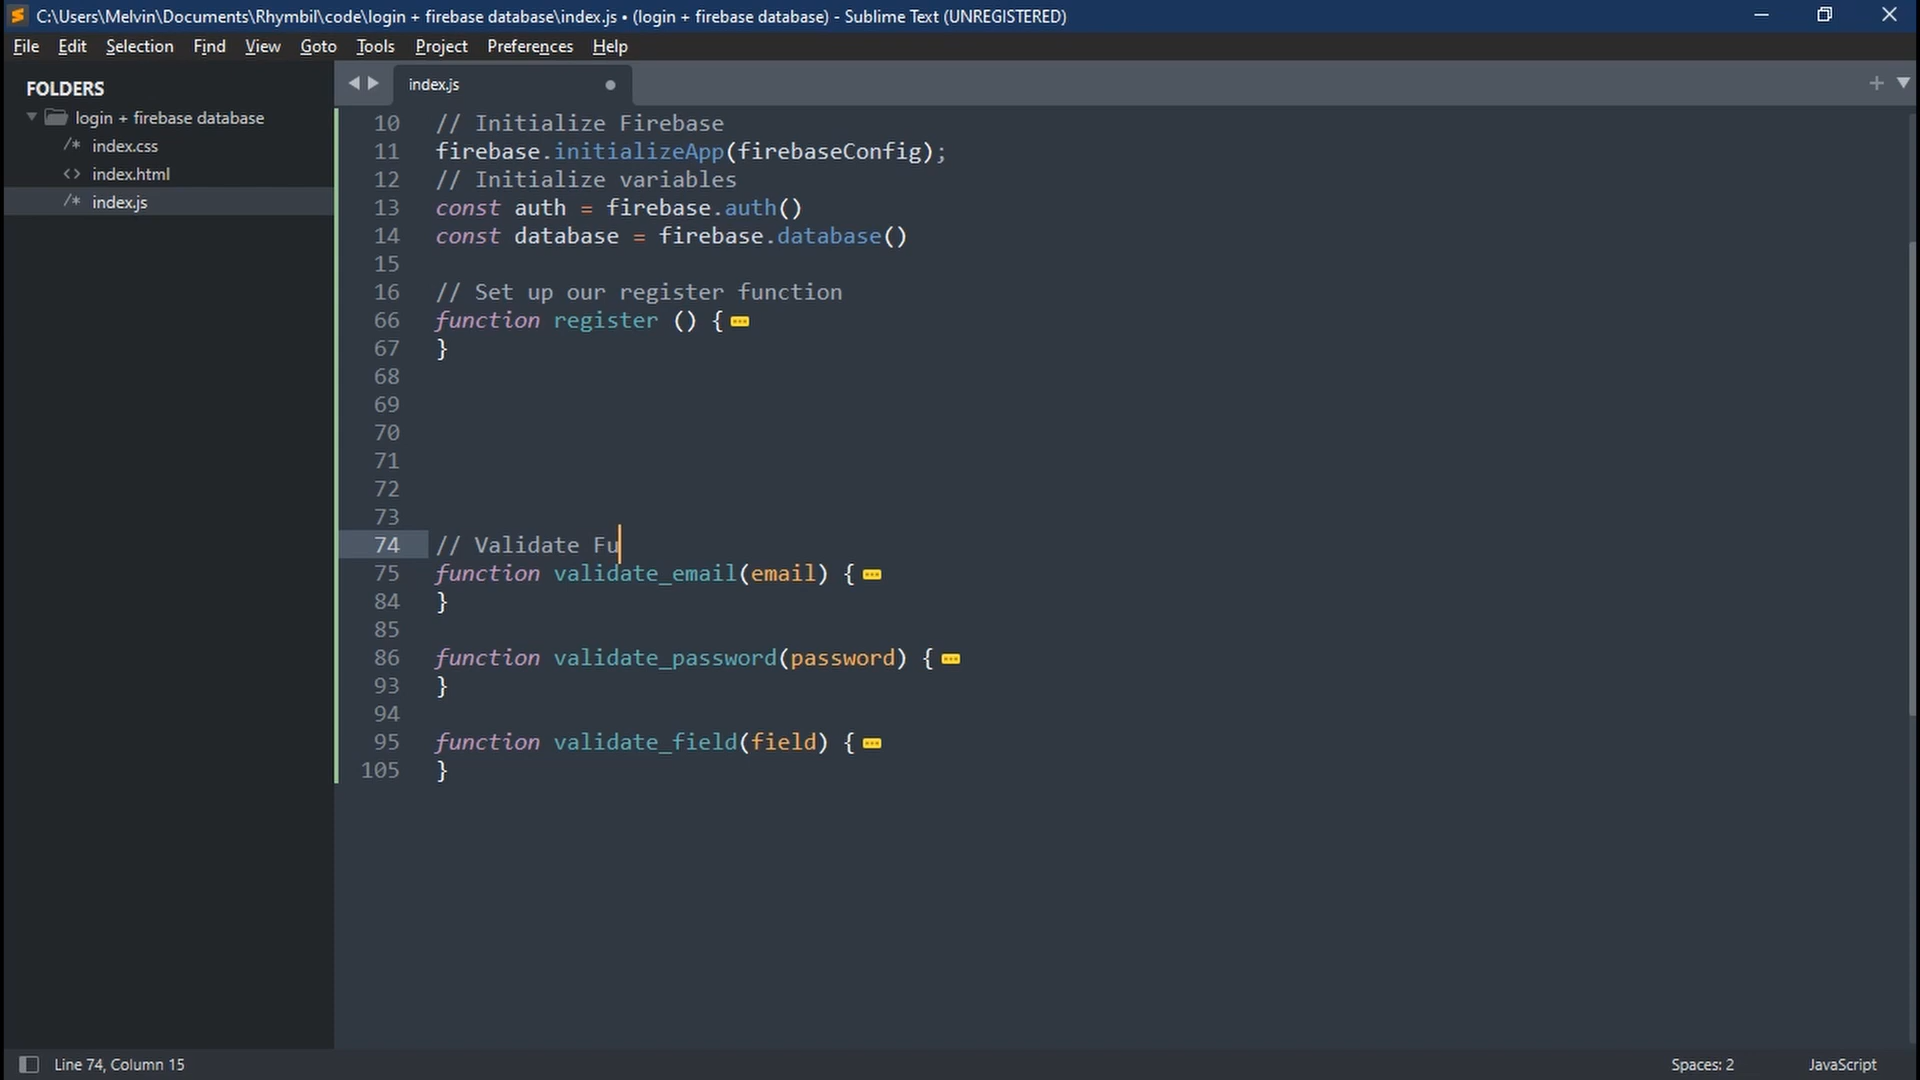 C:\Users\Melvin\Documents\Rhymbil\code\login + firebase database\index.js • (login + firebase database) - Sublime Text (UNREGISTERED)
File Edit Selection Find View Goto Tools Project Preferences Help
FOLDERS
login + firebase database
/* index.css
<> index.html
/* index.js
index.js
10 // Initialize Firebase
11 firebase.initializeApp(firebaseConfig);
12 // Initialize variables
13 const auth = firebase.auth()
14 const database = firebase.database()
15
16 // Set up our register function
66 function register () {
67 }
68
69
70
71
72
73
74 // Validate Fu
75 function validate_email(email) {
84 }
85
86 function validate_password(password) {
93 }
94
95 function validate_field(field) {
105 }
Line 74, Column 15
Spaces: 2
JavaScript